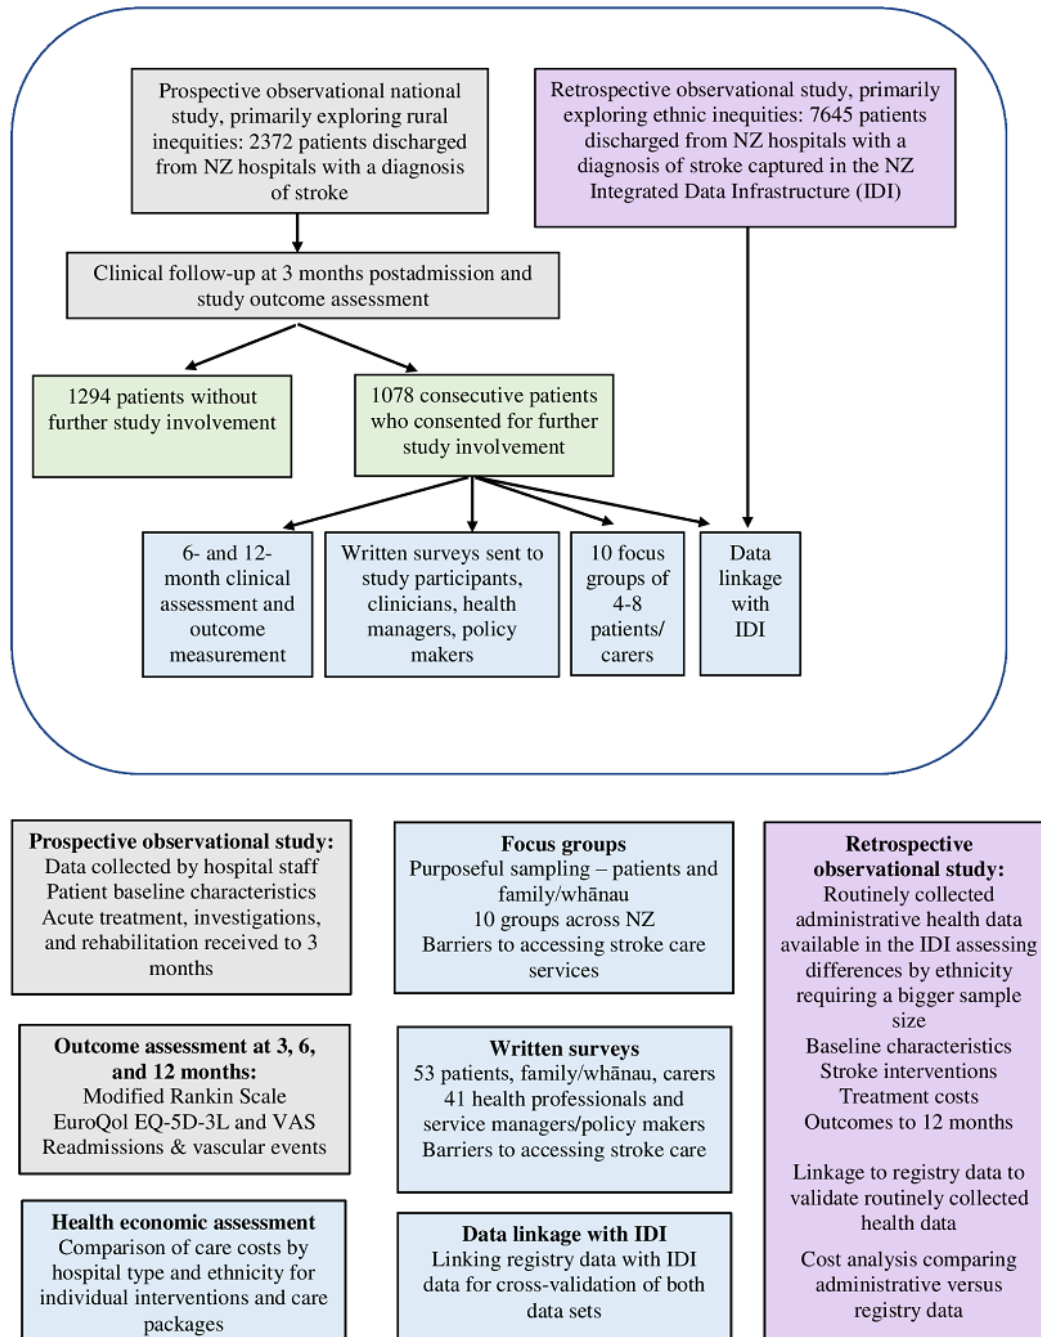 Prospective observational national
study, primarily exploring rural
inequities: 2372 patients discharged
from NZ hospitals with a diagnosis
of stroke
Retrospective observational study, primarily
exploring ethnic inequities: 7645 patients
discharged from NZ hospitals with a
diagnosis of stroke captured in the NZ
Integrated Data Infrastructure (IDI)
Clinical follow-up at 3 months postadmission and
study outcome assessment
1294 patients without
further study involvement
1078 consecutive patients
who consented for further
study involvement
6- and 12-
month clinical
assessment and
outcome
measurement
Written surveys sent to
study participants,
clinicians, health
managers, policy
makers
10 focus
groups of
4-8
patients/
carers
Data
linkage
with
IDI
Prospective observational study:
Data collected by hospital staff
Patient baseline characteristics
Acute treatment, investigations,
and rehabilitation received to 3
months
Outcome assessment at 3, 6,
and 12 months:
Modified Rankin Scale
EuroQol EQ-5D-3L and VAS
Readmissions & vascular events
Health economic assessment
Comparison of care costs by
hospital type and ethnicity for
individual interventions and care
packages
Focus groups
Purposeful sampling – patients and
family/whānau
10 groups across NZ
Barriers to accessing stroke care
services
Written surveys
53 patients, family/whānau, carers
41 health professionals and
service managers/policy makers
Barriers to accessing stroke care
Data linkage with IDI
Linking registry data with IDI
data for cross-validation of both
data sets
Retrospective
observational study:
Routinely collected
administrative health data
available in the IDI assessing
differences by ethnicity
requiring a bigger sample
size
Baseline characteristics
Stroke interventions
Treatment costs
Outcomes to 12 months
Linkage to registry data to
validate routinely collected
health data
Cost analysis comparing
administrative versus
registry data